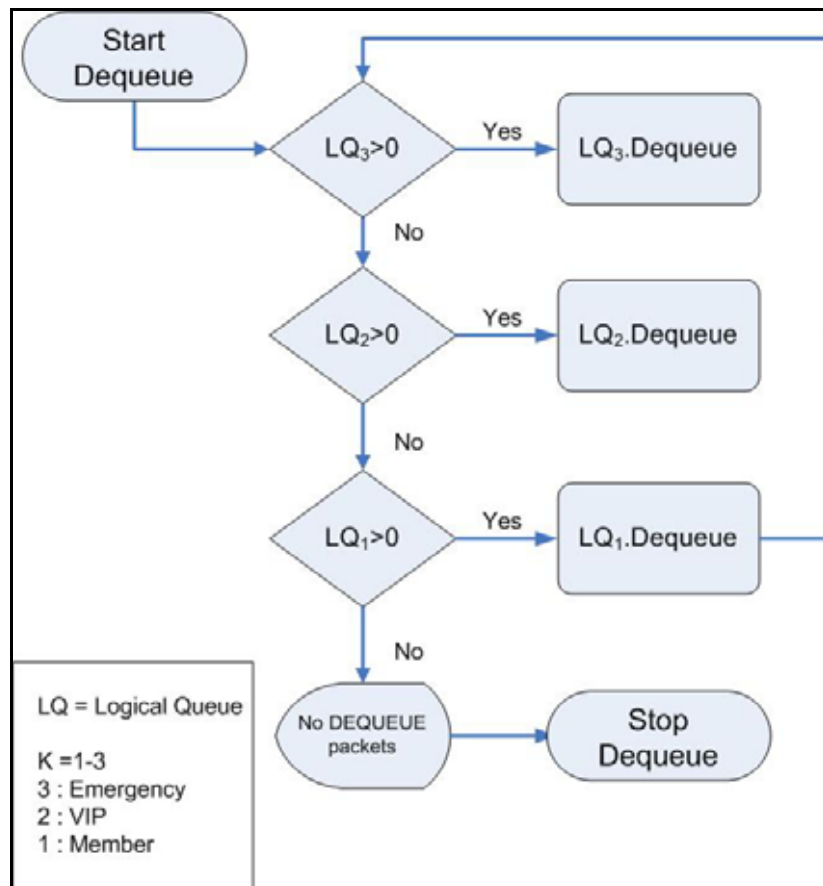 Start
Dequeue
LQ₃>0
Yes
LQ₃.Dequeue
No
LQ₂>0
Yes
LQ₂.Dequeue
No
LQ₁>0
Yes
LQ₁.Dequeue
No
No DEQUEUE
packets
Stop
Dequeue
LQ = Logical Queue
K =1-3
3 : Emergency
2 : VIP
1 : Member